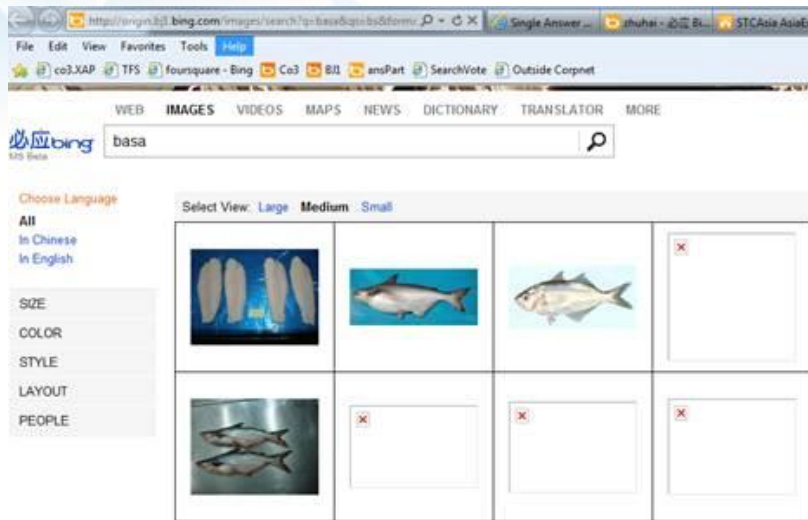 http://origin.bj1.bing.com/images/search?q=basa&qs=bs&form=
Single Answer ...
zhuhai - 必应 Bi...
STCAsia AsiaE
File Edit View Favorites Tools Help
co3.XAP TFS foursquare - Bing Co3 BJ1 ansPart SearchVote Outside Corpnet
WEB IMAGES VIDEOS MAPS NEWS DICTIONARY TRANSLATOR MORE
必应bing
MS Beta
basa
Choose Language
All
In Chinese
In English
Select View: Large Medium Small
SIZE
COLOR
STYLE
LAYOUT
PEOPLE